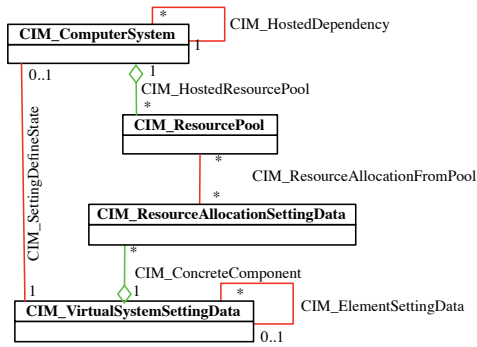 *
CIM_HostedDependency
CIM_ComputerSystem
1
0..1
1
CIM_HostedResourcePool
*
CIM_ResourcePool
*
CIM_ResourceAllocationFromPool
CIM_SettingDefineState
*
CIM_ResourceAllocationSettingData
*
CIM_ConcreteComponent
1
1
*
CIM_ElementSettingData
CIM_VirtualSystemSettingData
0..1